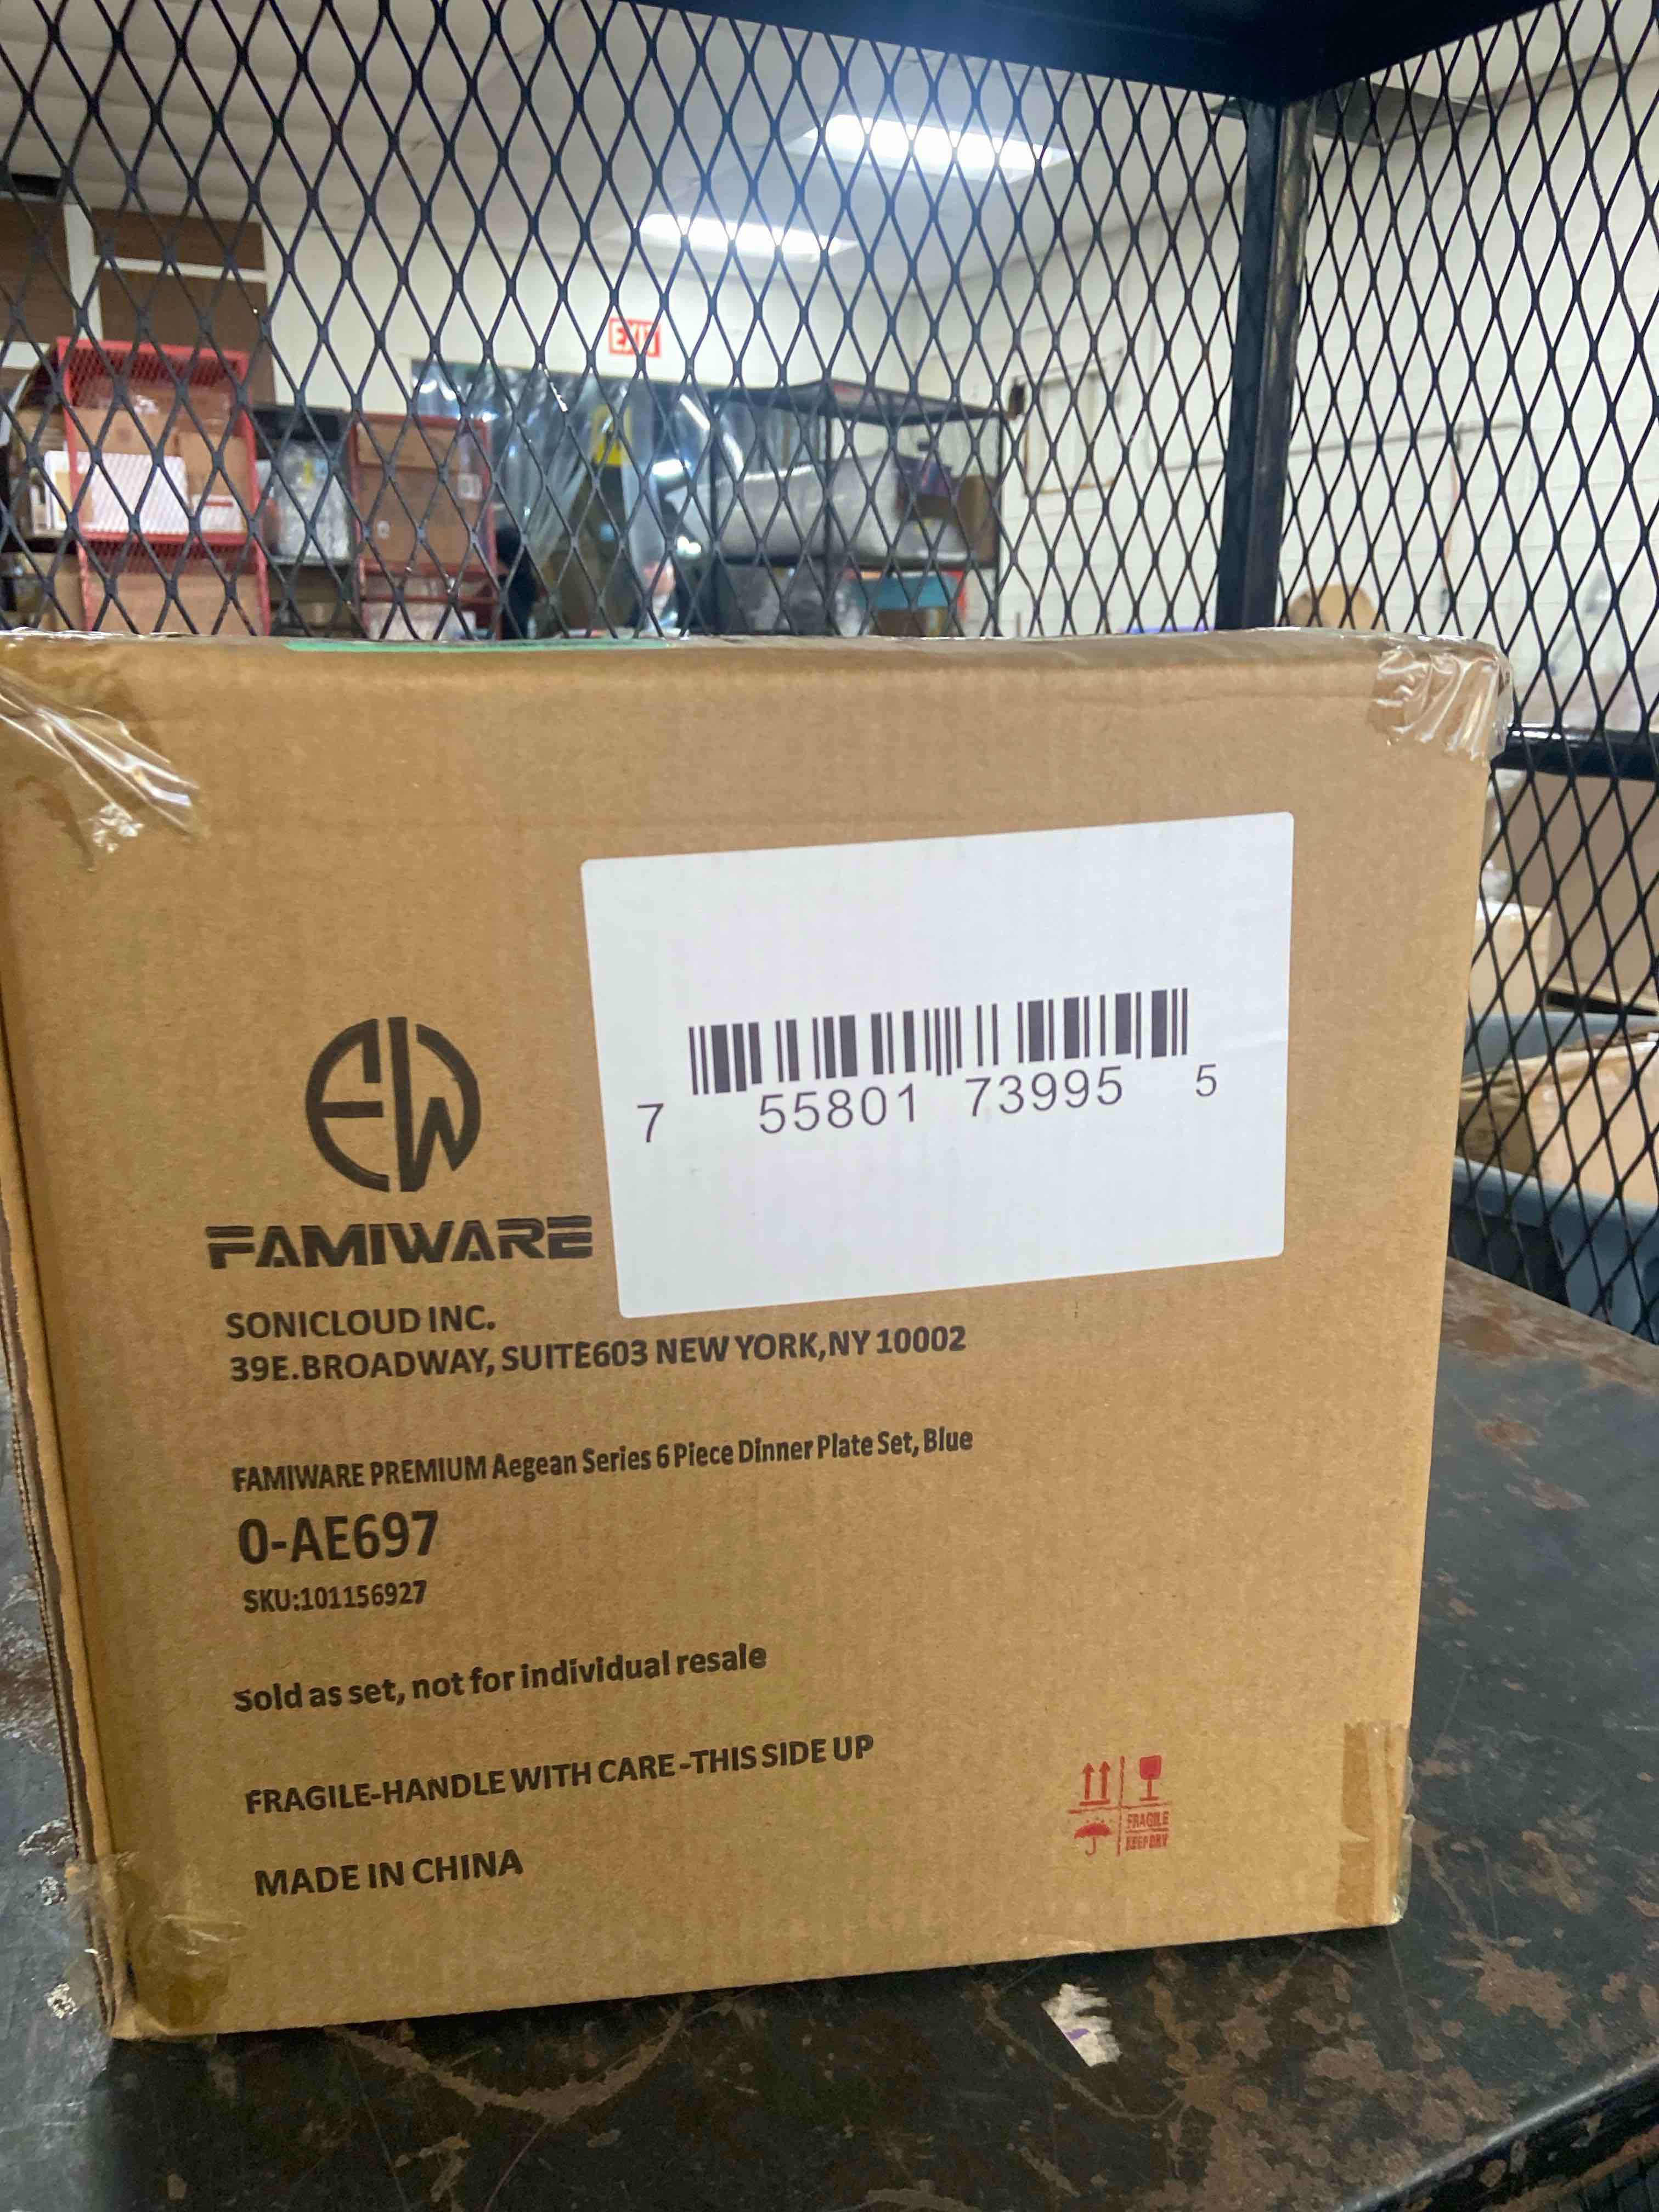 EXIT
7 55801 73995 5
FAMIWARE
SONICLOUD INC.
39E.BROADWAY, SUITE603 NEW YORK,NY 10002
FAMIWARE PREMIUM Aegean Series 6 Piece Dinner Plate Set, Blue
0-AE697
SKU:101156927
Sold as set, not for individual resale
FRAGILE-HANDLE WITH CARE -THIS SIDE UP
FRAGILE
KEEP DRY
MADE IN CHINA